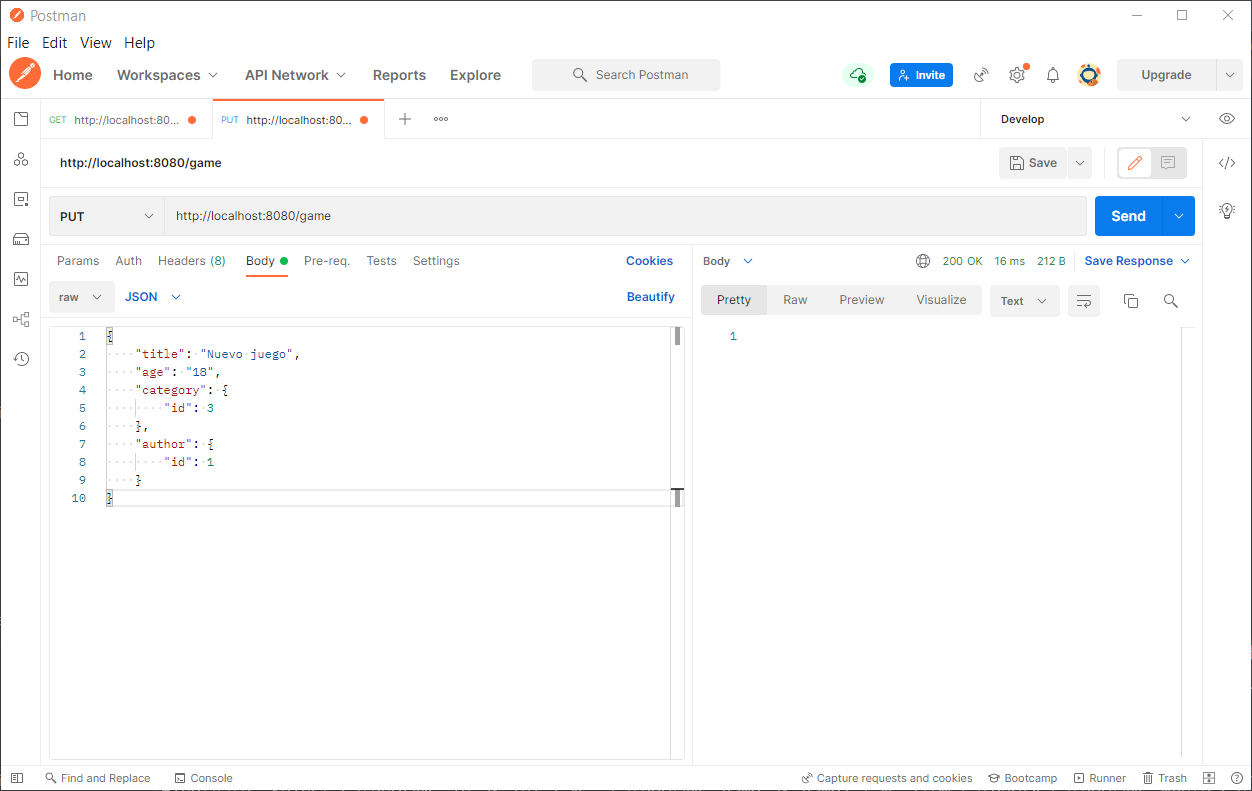 Postman
File Edit View Help
Home Workspaces API Network Reports Explore Search Postman Invite Upgrade
GET http://localhost:80... PUT http://localhost:80... Develop
http://localhost:8080/game Save
PUT http://localhost:8080/game Send
Params Auth Headers (8) Body Pre-req. Tests Settings Cookies Body 200 OK 16 ms 212 B Save Response
raw JSON Beautify Pretty Raw Preview Visualize Text
1 { 1
2 "title": "Nuevo juego",
3 "age": "18",
4 "category": {
5 "id": 3
6 },
7 "author": {
8 "id": 1
9 }
10 }
Find and Replace Console Capture requests and cookies Bootcamp Runner Trash